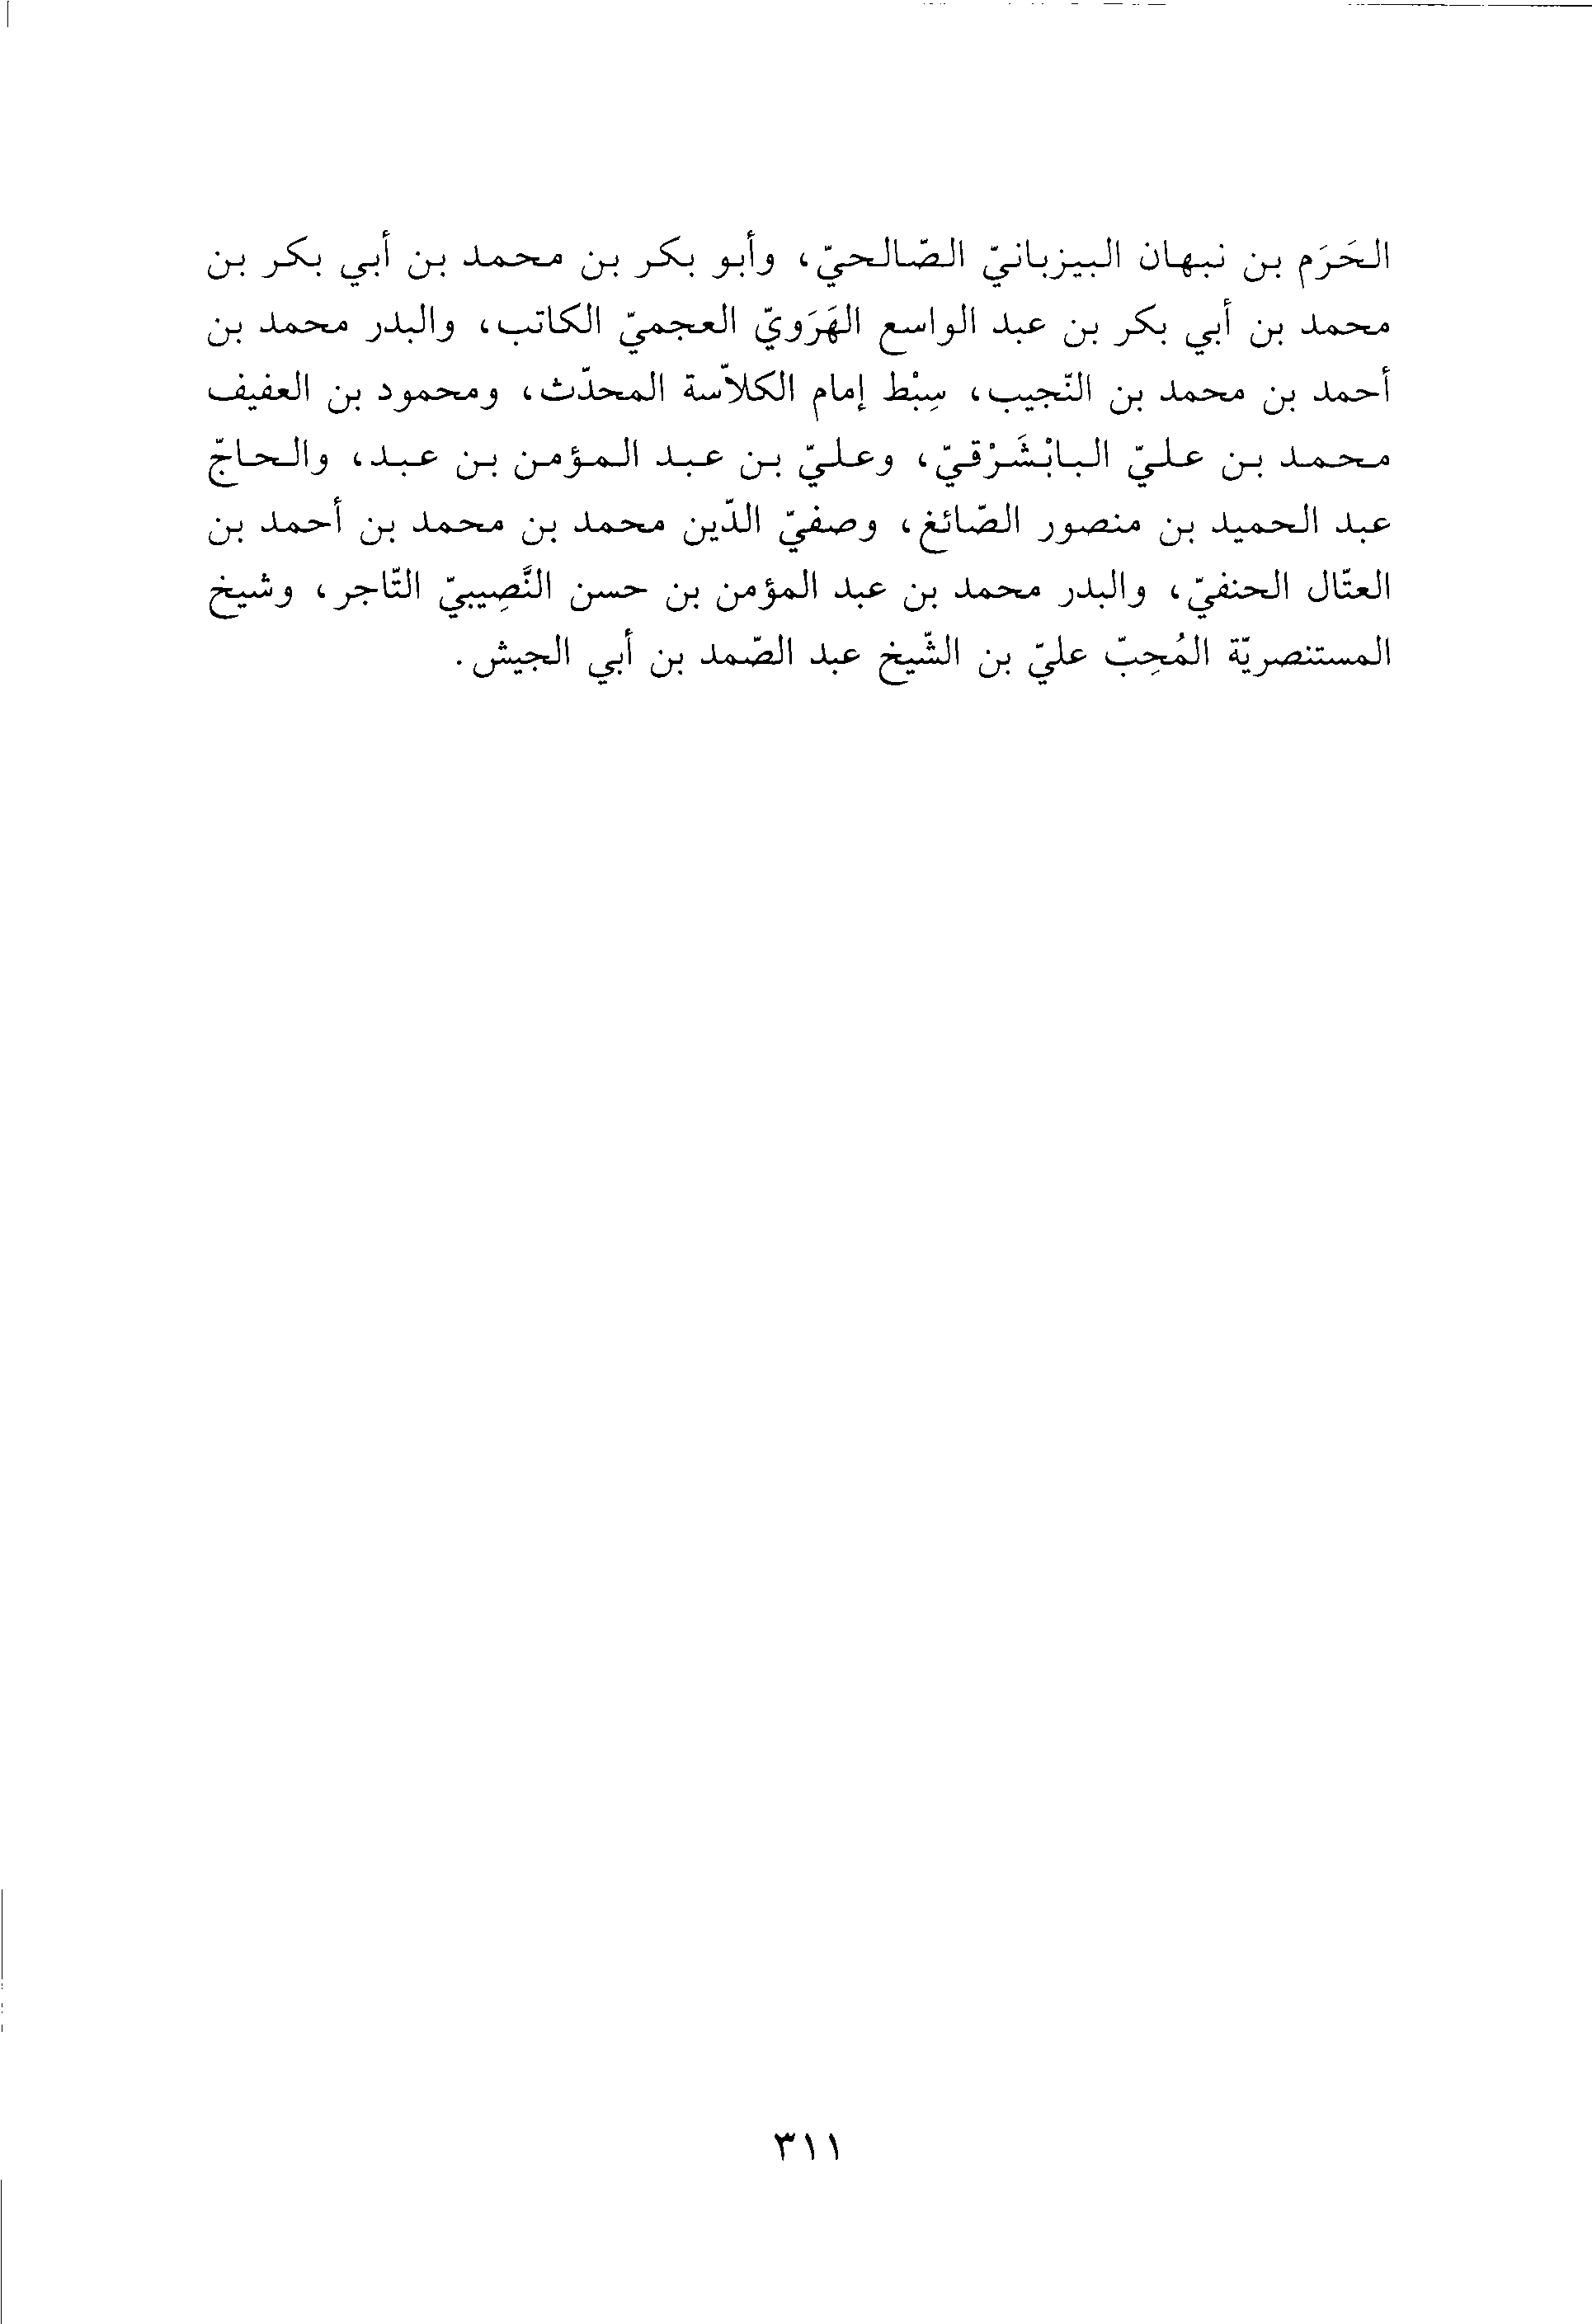 الحَرَم بن نبهان البيزبانيّ الصّالحيّ، وأبو بكر بن محمد بن أبي بكر بن
محمد بن أبي بكر بن عبد الواسع الهَرَويّ العجميّ الكاتب، والبدر محمد بن
أحمد بن محمد بن النّجيب، سِبْط إمام الكلاّسة المحدّث، ومحمود بن العفيف
محمد بن عليّ البابْشَرْقيّ، وعليّ بن عبد المؤمن بن عبد، والحاجّ
عبد الحميد بن منصور الصّائغ، وصفيّ الدّين محمد بن محمد بن أحمد بن
العتّال الحنفيّ، والبدر محمد بن عبد المؤمن بن حسن النَّصِيبيّ التّاجر، وشيخ
المستنصريّة المُحِبّ عليّ بن الشّيخ عبد الصّمد بن أبي الجيش.
٣١١